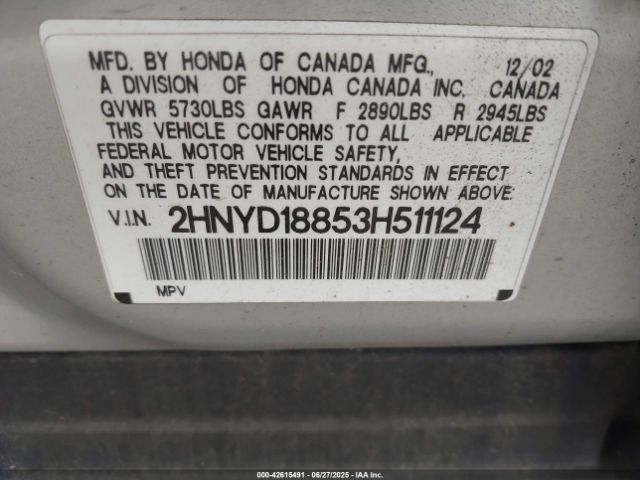 MFD. BY HONDA OF CANADA MFG., 12/02
A DIVISION OF HONDA CANADA INC. CANADA
GVWR 5730LBS GAWR F 2890LBS R 2945LBS
THIS VEHICLE CONFORMS TO ALL APPLICABLE
FEDERAL MOTOR VEHICLE SAFETY,
AND THEFT PREVENTION STANDARDS IN EFFECT
ON THE DATE OF MANUFACTURE SHOWN ABOVE.
V.I.N. 2HNYD18853H511124
MPV
000-42615491 - 06/27/2025 - IAAI.com